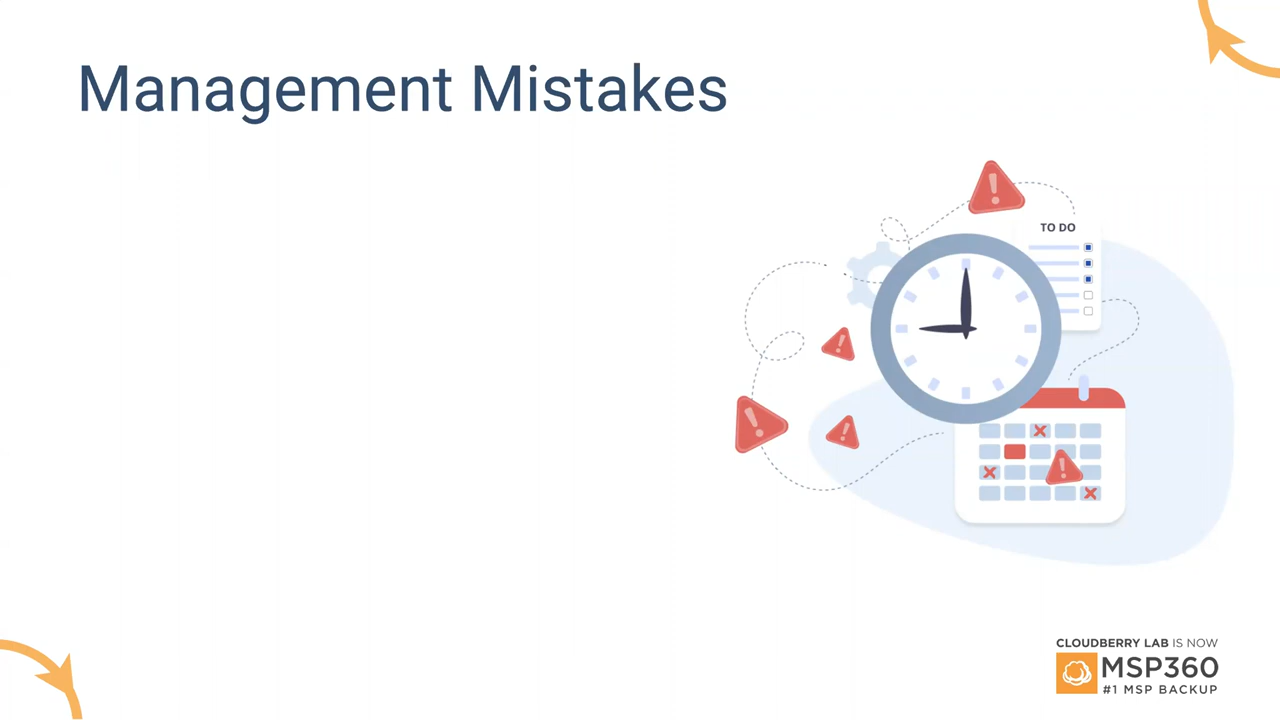 Management Mistakes
TO DO
CLOUDBERRY LAB IS NOW
MSP360
#1 MSP BACKUP